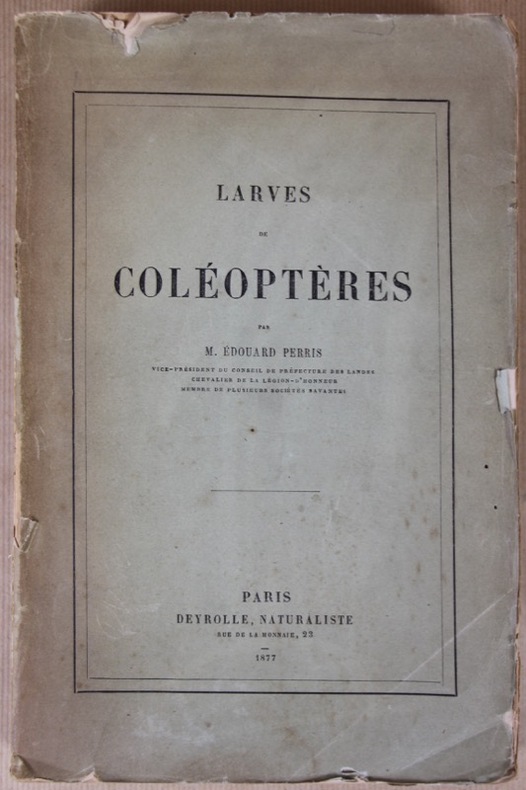 LARVES
DE
COLÉOPTÈRES
PAR
M. ÉDOUARD PERRIS
VICE-PRÉSIDENT DU CONSEIL DE PRÉFECTURE DES LANDES
CHEVALIER DE LA LÉGION-D'HONNEUR
MEMBRE DE PLUSIEURS SOCIÉTÉS SAVANTES
PARIS
DEYROLLE, NATURALISTE
RUE DE LA MONNAIE, 23
1877